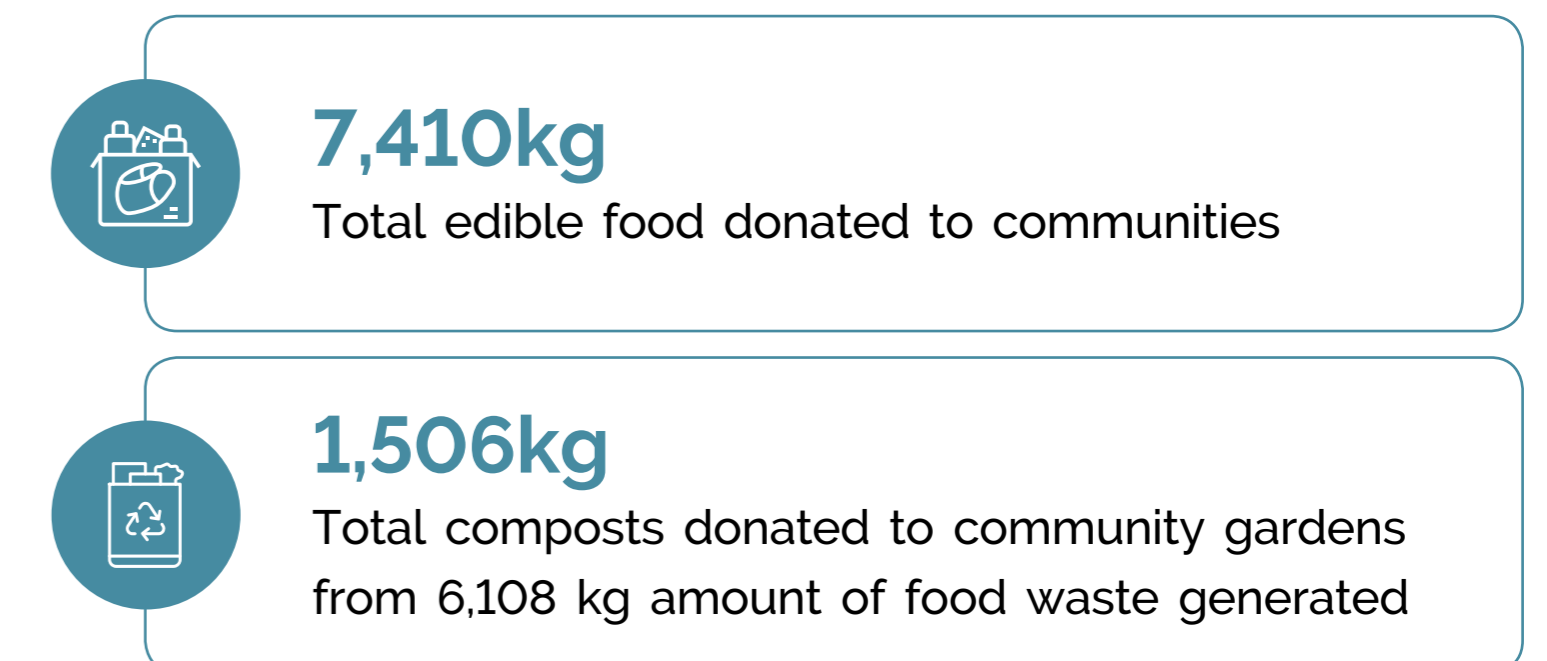 7,410kg
Total edible food donated to communities
1,506kg
Total composts donated to community gardens
from 6,108 kg amount of food waste generated